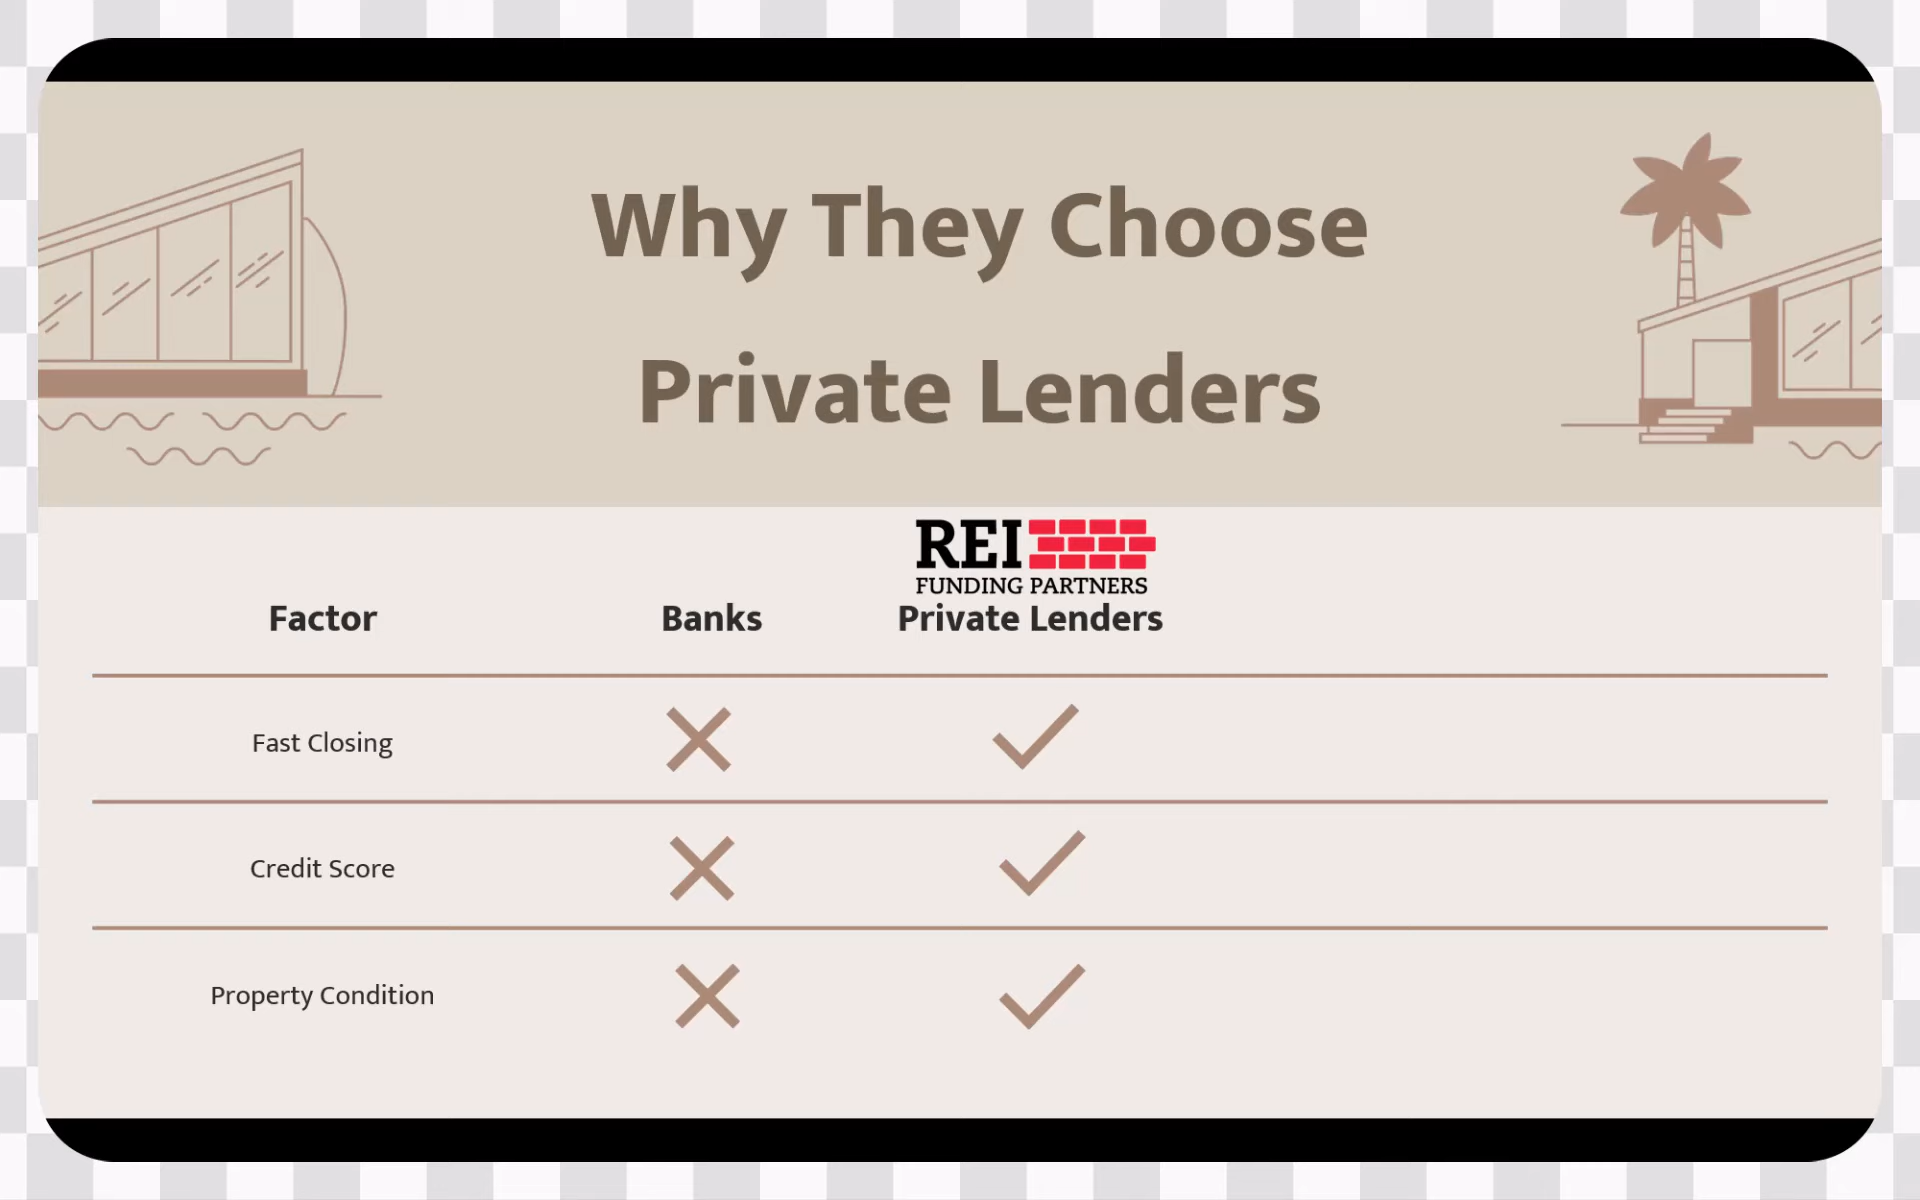 Why They Choose
Private Lenders
REI
FUNDING PARTNERS
Factor Banks Private Lenders
Fast Closing
Credit Score
Property Condition